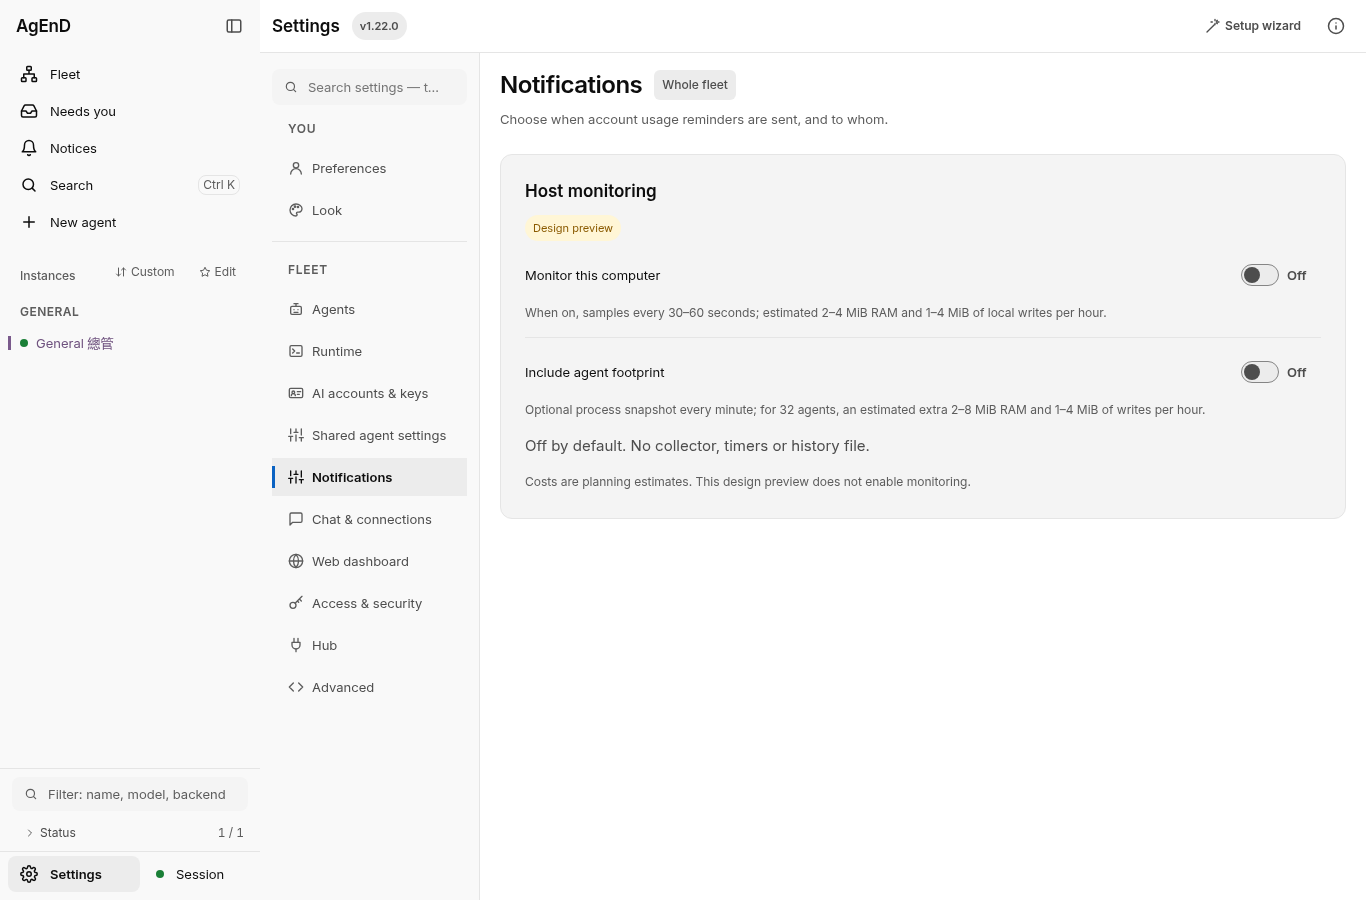 AgEnD
Fleet
Needs you
Notices
Search
Ctrl K
New agent
Instances
Custom
Edit
GENERAL
General 總管
Filter: name, model, backend
Status
1 / 1
Settings
Session
Settings
v1.22.0
Setup wizard
Search settings — t...
YOU
Preferences
Look
FLEET
Agents
Runtime
AI accounts & keys
Shared agent settings
Notifications
Chat & connections
Web dashboard
Access & security
Hub
Advanced
Notifications
Whole fleet
Choose when account usage reminders are sent, and to whom.
Host monitoring
Design preview
Monitor this computer
Off
When on, samples every 30–60 seconds; estimated 2–4 MiB RAM and 1–4 MiB of local writes per hour.
Include agent footprint
Off
Optional process snapshot every minute; for 32 agents, an estimated extra 2–8 MiB RAM and 1–4 MiB of writes per hour.
Off by default. No collector, timers or history file.
Costs are planning estimates. This design preview does not enable monitoring.